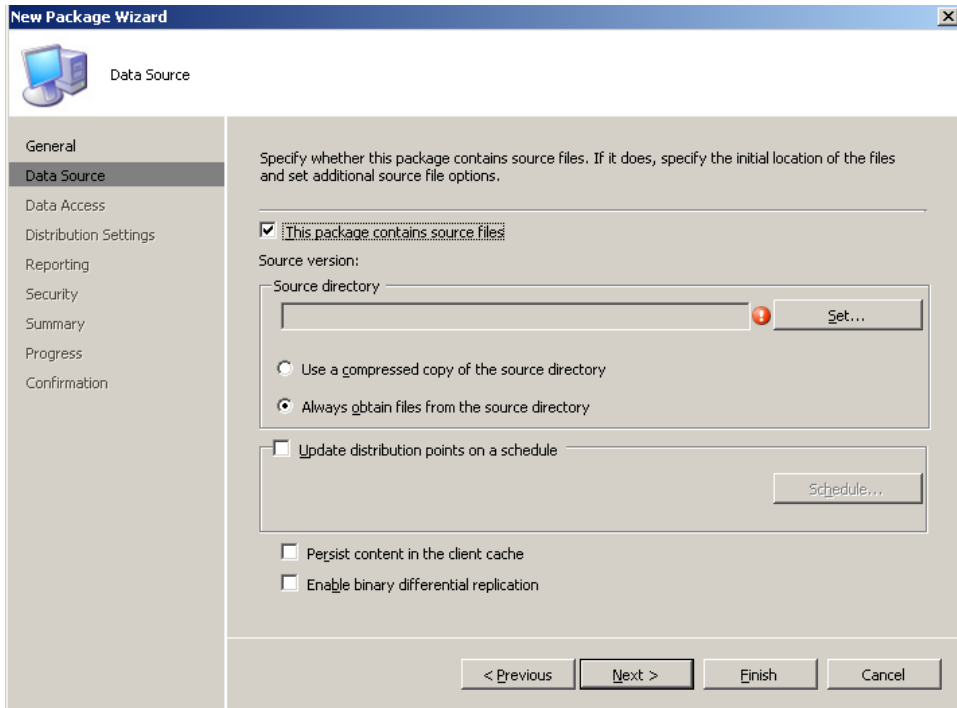 New Package Wizard
Data Source
General
Data Source
Data Access
Distribution Settings
Reporting
Security
Summary
Progress
Confirmation
Specify whether this package contains source files. If it does, specify the initial location of the files
and set additional source file options.
This package contains source files
Source version:
Source directory
Set...
Use a compressed copy of the source directory
Always obtain files from the source directory
Update distribution points on a schedule
Schedule...
Persist content in the client cache
Enable binary differential replication
< Previous
Next >
Finish
Cancel